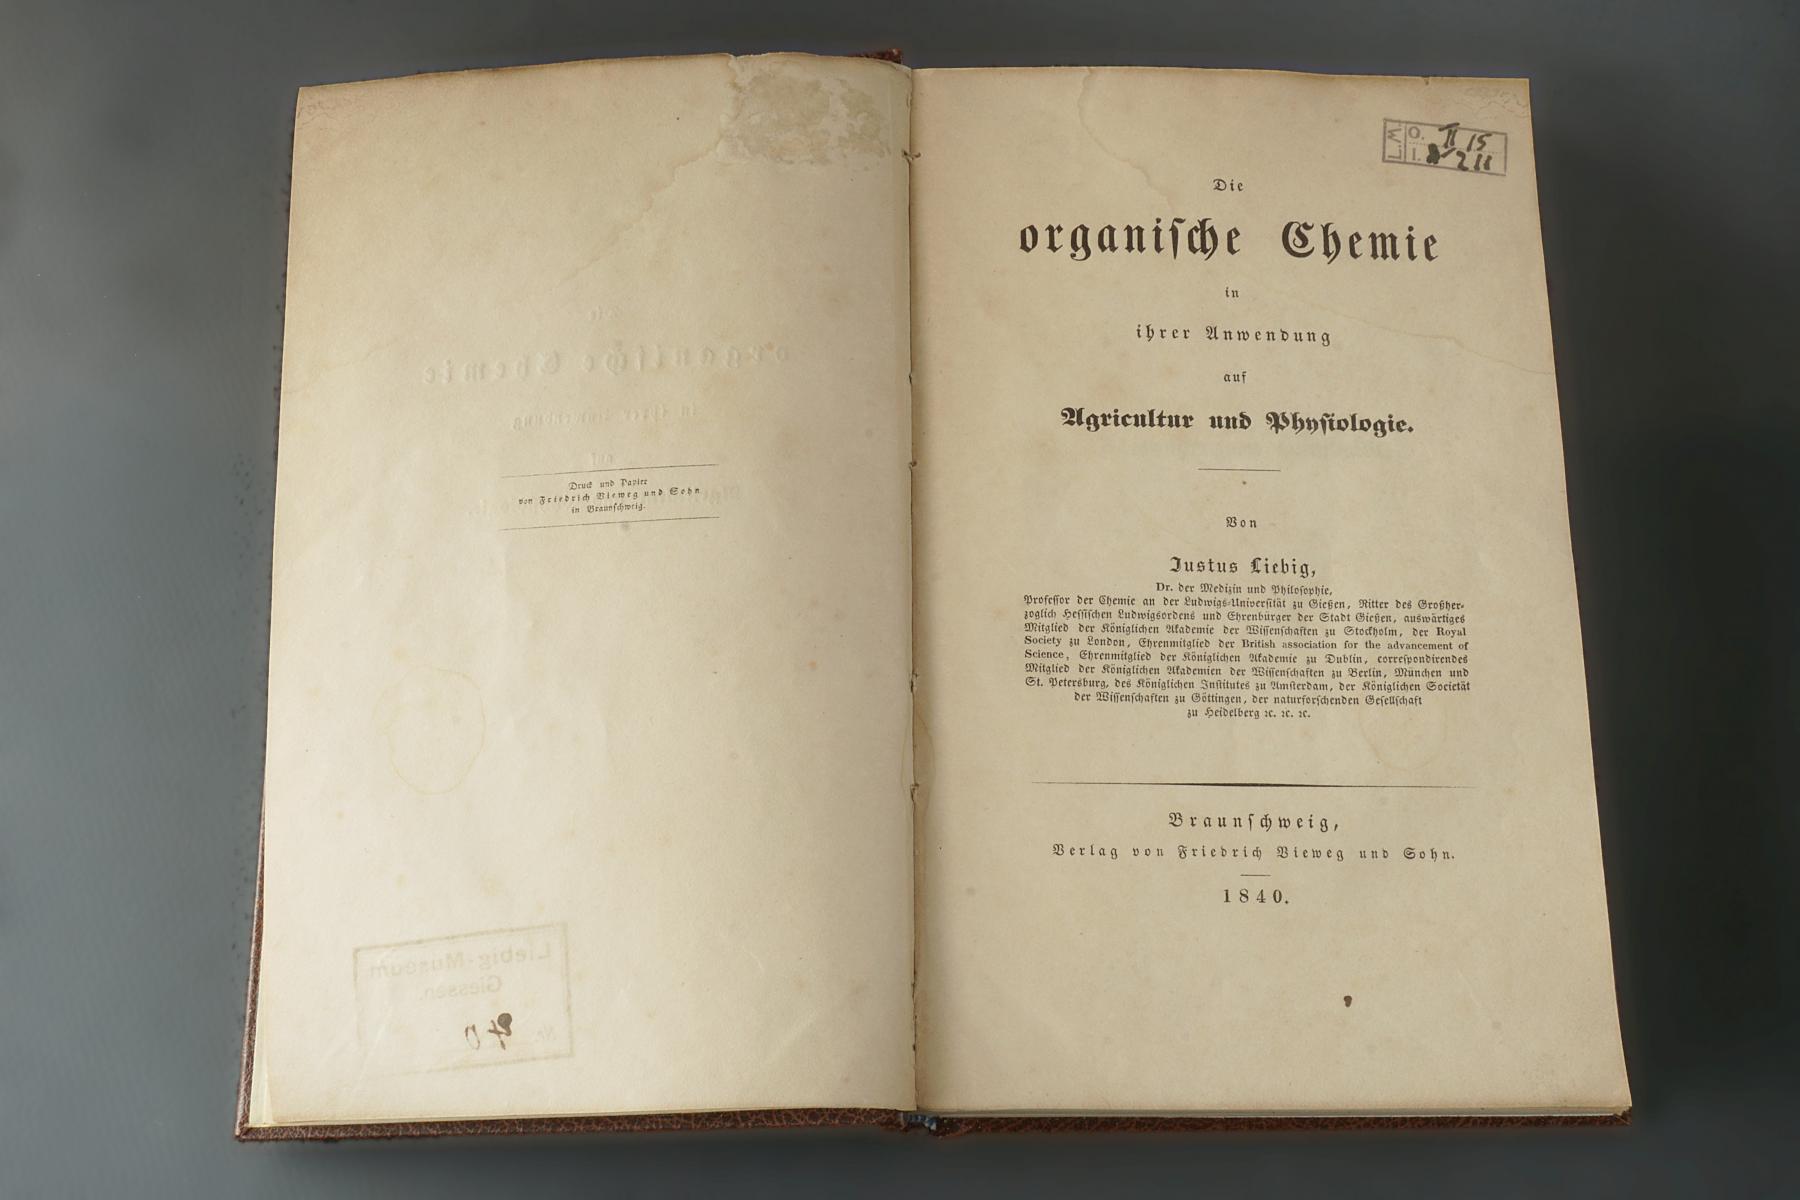 Druck und Papier
von Friedrich Vieweg und Sohn
in Braunschweig.
Liebig-Museum
Giessen.
Nr.
40
L.M.
O. II 15
I. 211
Die
organiſche Chemie
in
ihrer Anwendung
auf
Agricultur und Phyſiologie.
Von
Justus Liebig,
Dr. der Medizin und Philoſophie,
Profeſſor der Chemie an der Ludwigs-Univerſität zu Gießen, Ritter des Großher-
zoglich Heſſiſchen Ludwigsordens und Ehrenbürger der Stadt Gießen, auswärtiges
Mitglied der Königlichen Akademie der Wiſſenſchaften zu Stockholm, der Royal
Society zu London, Ehrenmitglied der British association for the advancement of
Science, Ehrenmitglied der Königlichen Akademie zu Dublin, correſpondirendes
Mitglied der Königlichen Akademien der Wiſſenſchaften zu Berlin, München und
St. Petersburg, des Königlichen Inſtitutes zu Amſterdam, der Königlichen Societät
der Wiſſenſchaften zu Göttingen, der naturforſchenden Geſellſchaft
zu Heidelberg ꝛc. ꝛc. ꝛc.
Braunſchweig,
Verlag von Friedrich Vieweg und Sohn.
1840.